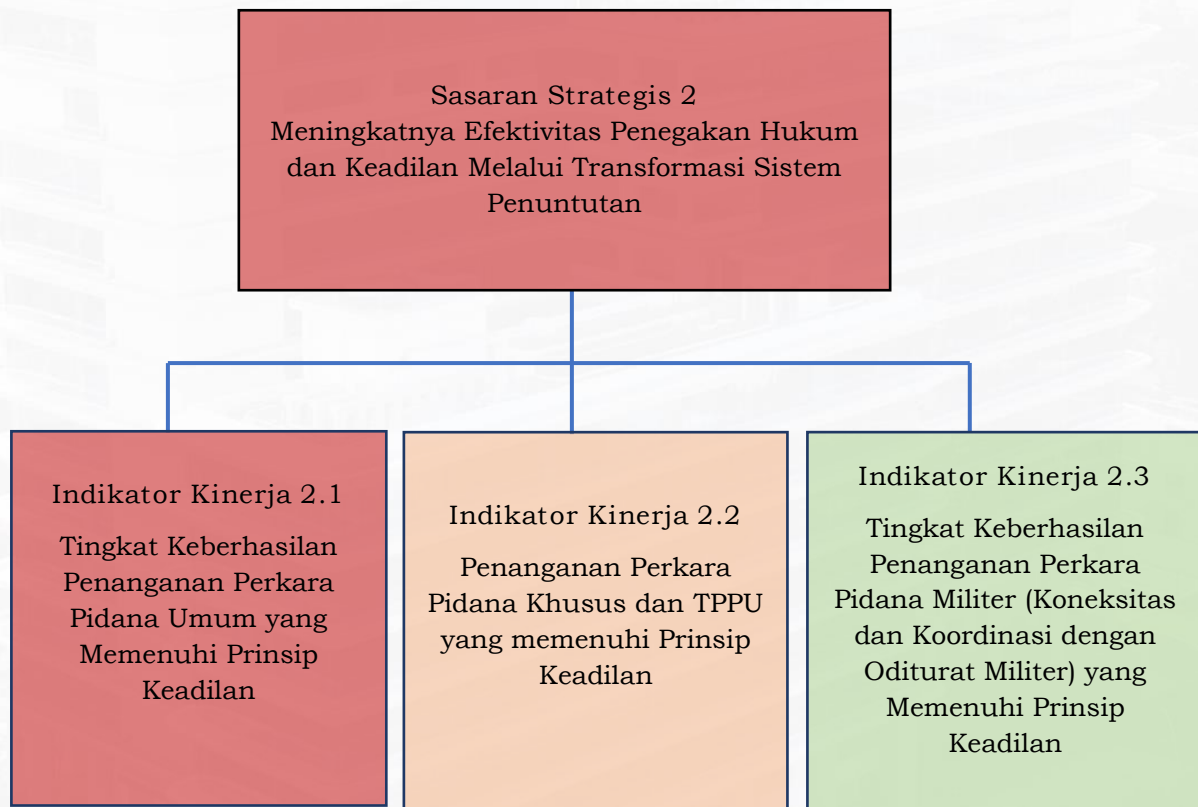 Sasaran Strategis 2
Meningkatnya Efektivitas Penegakan Hukum
dan Keadilan Melalui Transformasi Sistem
Penuntutan
Indikator Kinerja 2.1
Tingkat Keberhasilan
Penanganan Perkara
Pidana Umum yang
Memenuhi Prinsip
Keadilan
Indikator Kinerja 2.2
Penanganan Perkara
Pidana Khusus dan TPPU
yang memenuhi Prinsip
Keadilan
Indikator Kinerja 2.3
Tingkat Keberhasilan
Penanganan Perkara
Pidana Militer (Koneksitas
dan Koordinasi dengan
Oditurat Militer) yang
Memenuhi Prinsip
Keadilan